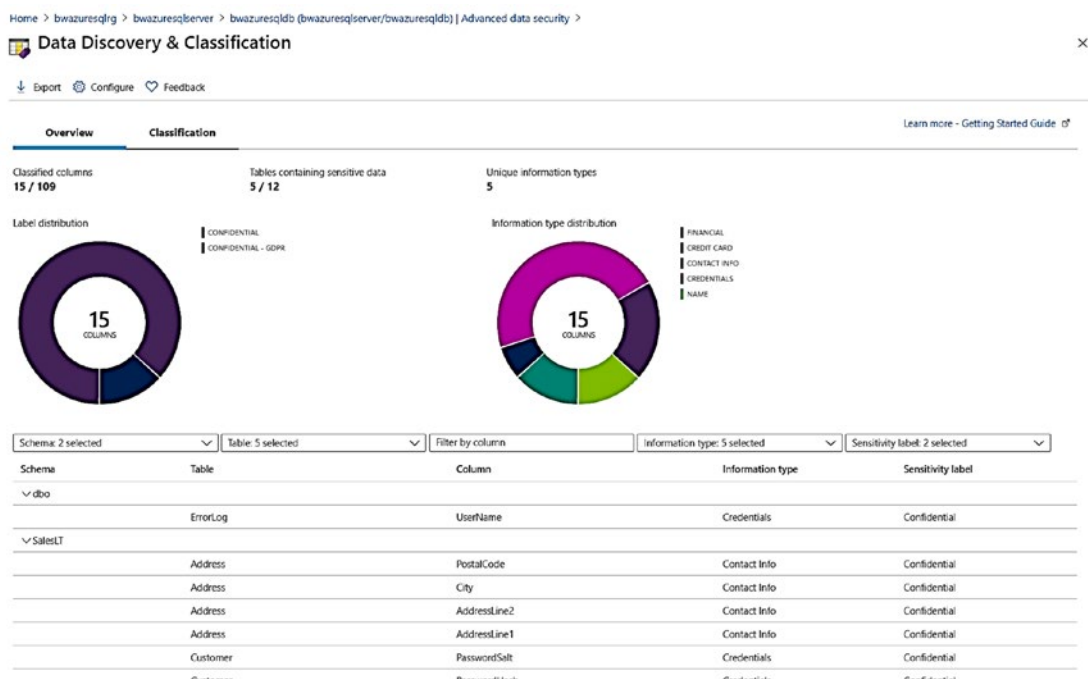 Home > bwazuresqlrg > bwazuresqlserver > bwazuresqldb (bwazuresqlserver/bwazuresqldb) | Advanced data security >
Data Discovery & Classification
Export Configure Feedback
Learn more - Getting Started Guide
Overview Classification
Classified columns Tables containing sensitive data Unique information types
15 / 109 5 / 12 5
Label distribution
CONFIDENTIAL
CONFIDENTIAL - GDPR
15
COLUMNS
Information type distribution
FINANCIAL
CREDIT CARD
CONTACT INFO
CREDENTIALS
NAME
15
COLUMNS
Schema: 2 selected Table: 5 selected Filter by column Information type: 5 selected Sensitivity label: 2 selected
Schema Table Column Information type Sensitivity label
dbo
ErrorLog UserName Credentials Confidential
SalesLT
Address PostalCode Contact Info Confidential
Address City Contact Info Confidential
Address AddressLine2 Contact Info Confidential
Address AddressLine1 Contact Info Confidential
Customer PasswordSalt Credentials Confidential